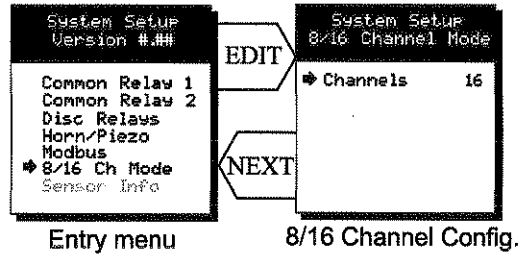 System Setup
Version #.##
Common Relay 1
Common Relay 2
Disc Relays
Horn/Piezo
Modbus
8/16 Ch Mode
Sensor Info
Entry menu
EDIT
NEXT
System Setup
8/16 Channel Mode
Channels 16
8/16 Channel Config.